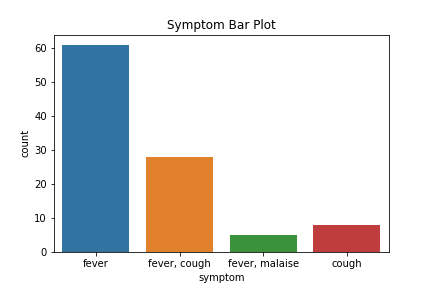 Symptom Bar Plot
count
60
50
40
30
20
10
0
fever
fever, cough
fever, malaise
cough
symptom